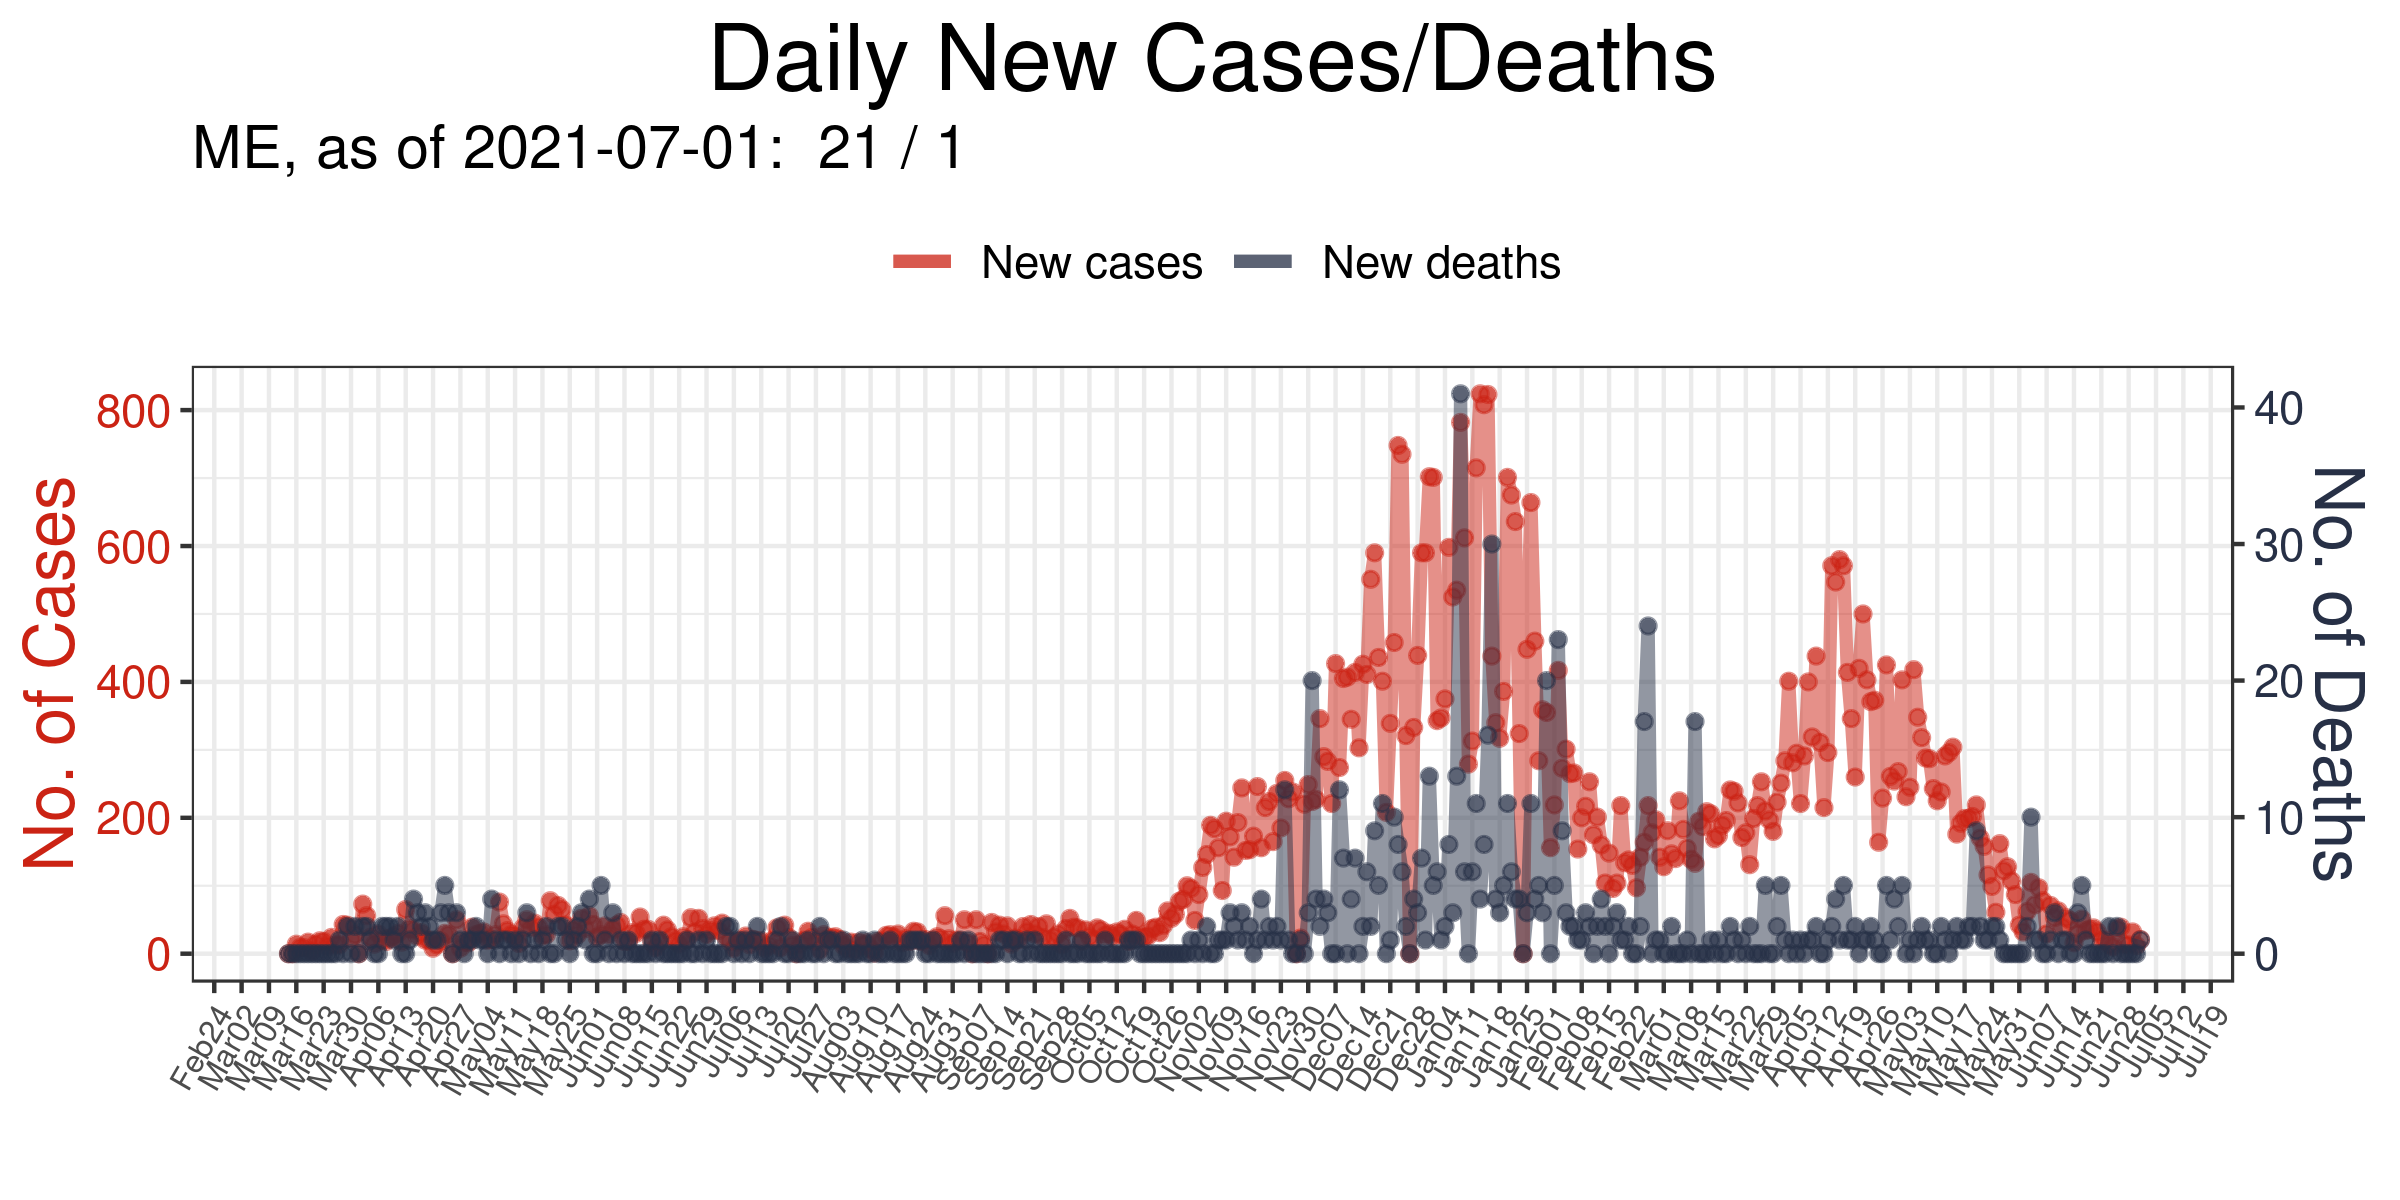 Daily New Cases/Deaths
ME, as of 2021-07-01:  21 / 1
New cases New deaths
No. of Cases
800
600
400
200
0
40
30
20
10
0
No. of Deaths
Feb24 Mar02 Mar09 Mar16 Mar23 Mar30 Apr06 Apr13 Apr20 Apr27 May04 May11 May18 May25 Jun01 Jun08 Jun15 Jun22 Jun29 Jul06 Jul13 Jul20 Jul27 Aug03 Aug10 Aug17 Aug24 Aug31 Sep07 Sep14 Sep21 Sep28 Oct05 Oct12 Oct19 Oct26 Nov02 Nov09 Nov16 Nov23 Nov30 Dec07 Dec14 Dec21 Dec28 Jan04 Jan11 Jan18 Jan25 Feb01 Feb08 Feb15 Feb22 Mar01 Mar08 Mar15 Mar22 Mar29 Apr05 Apr12 Apr19 Apr26 May03 May10 May17 May24 May31 Jun07 Jun14 Jun21 Jun28 Jul05 Jul12 Jul19